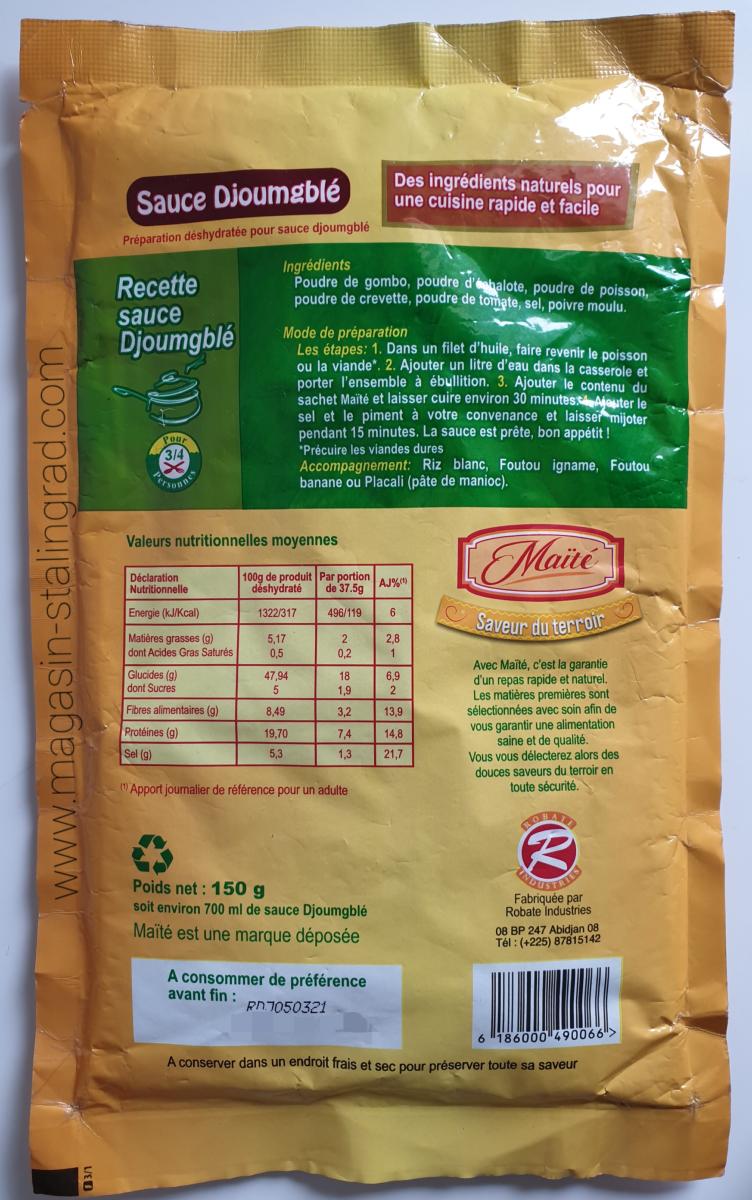 Sauce Djoumgblé
Préparation déshydratée pour sauce djoumgblé
Des ingrédients naturels pour
une cuisine rapide et facile
Recette
sauce
Djoumgblé
Pour
3/4
Personnes
Ingrédients
Poudre de gombo, poudre d'échalote, poudre de poisson,
poudre de crevette, poudre de tomate, sel, poivre moulu.
Mode de préparation
Les étapes: 1. Dans un filet d'huile, faire revenir le poisson
ou la viande*. 2. Ajouter un litre d'eau dans la casserole et
porter l'ensemble à ébullition. 3. Ajouter le contenu du
sachet Maïté et laisser cuire environ 30 minutes. 4. Ajouter le
sel et le piment à votre convenance et laisser mijoter
pendant 15 minutes. La sauce est prête, bon appétit !
*Précuire les viandes dures
Accompagnement: Riz blanc, Foutou igname, Foutou
banane ou Placali (pâte de manioc).
www.magasin-stalingrad.com
Valeurs nutritionnelles moyennes
Déclaration
Nutritionnelle
100g de produit
déshydraté
Par portion
de 37.5g
AJ%(1)
Energie (kJ/Kcal) 1322/317 496/119 6
Matières grasses (g) 5,17 2 2,8
dont Acides Gras Saturés 0,5 0,2 1
Glucides (g) 47,94 18 6,9
dont Sucres 5 1,9 2
Fibres alimentaires (g) 8,49 3,2 13,9
Protéines (g) 19,70 7,4 14,8
Sel (g) 5,3 1,3 21,7
(1) Apport journalier de référence pour un adulte
Maïté
Saveur du terroir
Avec Maïté, c'est la garantie
d'un repas rapide et naturel.
Les matières premières sont
sélectionnées avec soin afin de
vous garantir une alimentation
saine et de qualité.
Vous vous délecterez alors des
douces saveurs du terroir en
toute sécurité.
ROBATE
R
INDUSTRIES
Fabriquée par
Robate Industries
08 BP 247 Abidjan 08
Tél : (+225) 87815142
Poids net : 150 g
soit environ 700 ml de sauce Djoumgblé
Maïté est une marque déposée
A consommer de préférence
avant fin :
6 186000 490066 >
A conserver dans un endroit frais et sec pour préserver toute sa saveur